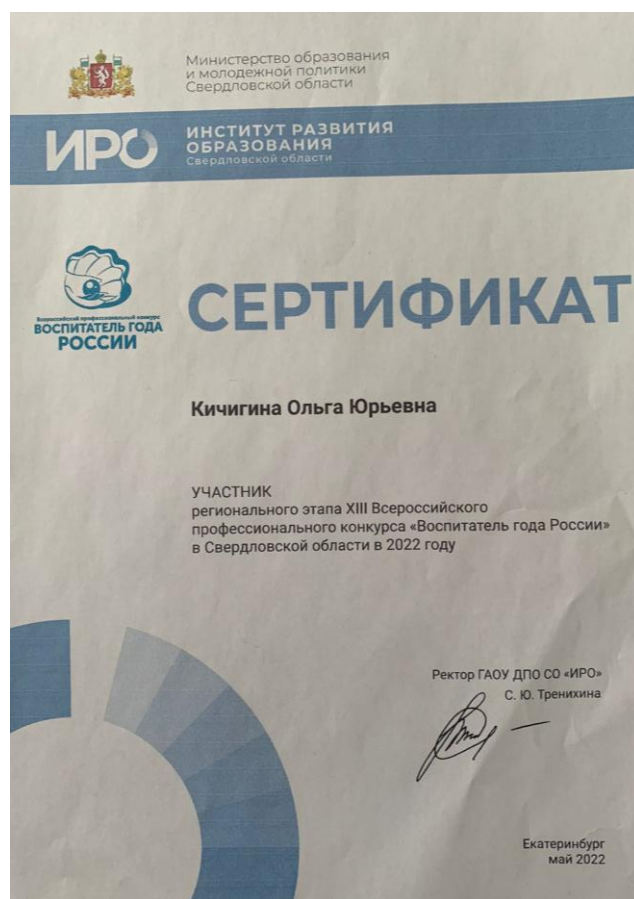 Министерство образования
и молодежной политики
Свердловской области
ИРО
ИНСТИТУТ РАЗВИТИЯ
ОБРАЗОВАНИЯ
Свердловской области
Всероссийский профессиональный конкурс
ВОСПИТАТЕЛЬ ГОДА
РОССИИ
СЕРТИФИКАТ
Кичигина Ольга Юрьевна
УЧАСТНИК
регионального этапа XIII Всероссийского
профессионального конкурса «Воспитатель года России»
в Свердловской области в 2022 году
Ректор ГАОУ ДПО СО «ИРО»
С. Ю. Тренихина
Екатеринбург
май 2022